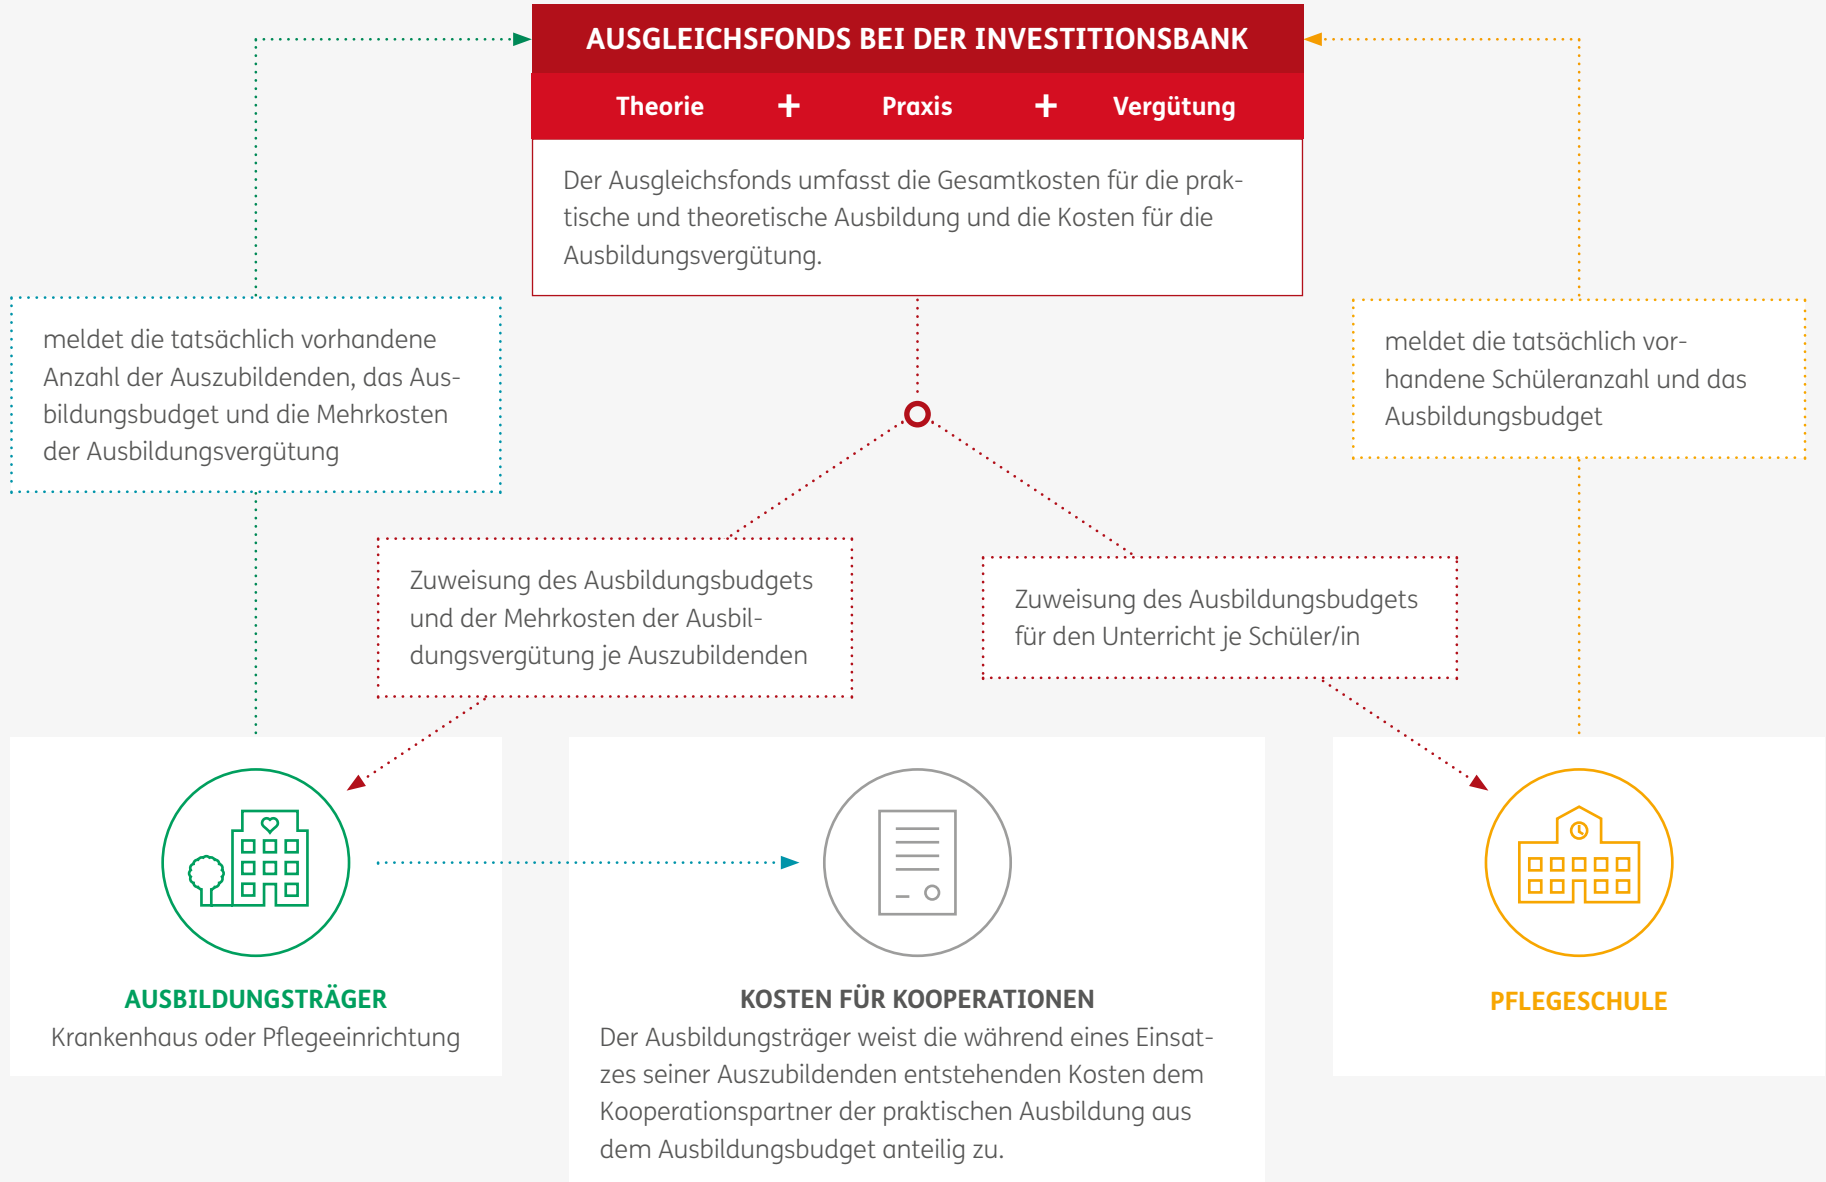 AUSGLEICHSFONDS BEI DER INVESTITIONSBANK
Theorie + Praxis + Vergütung
Der Ausgleichsfonds umfasst die Gesamtkosten für die prak-
tische und theoretische Ausbildung und die Kosten für die
Ausbildungsvergütung.
meldet die tatsächlich vorhandene
Anzahl der Auszubildenden, das Aus-
bildungsbudget und die Mehrkosten
der Ausbildungsvergütung
meldet die tatsächlich vor-
handene Schüleranzahl und das
Ausbildungsbudget
Zuweisung des Ausbildungsbudgets
und der Mehrkosten der Ausbil-
dungsvergütung je Auszubildenden
Zuweisung des Ausbildungsbudgets
für den Unterricht je Schüler/in
AUSBILDUNGSTRÄGER
Krankenhaus oder Pflegeeinrichtung
KOSTEN FÜR KOOPERATIONEN
Der Ausbildungsträger weist die während eines Einsat-
zes seiner Auszubildenden entstehenden Kosten dem
Kooperationspartner der praktischen Ausbildung aus
dem Ausbildungsbudget anteilig zu.
PFLEGESCHULE